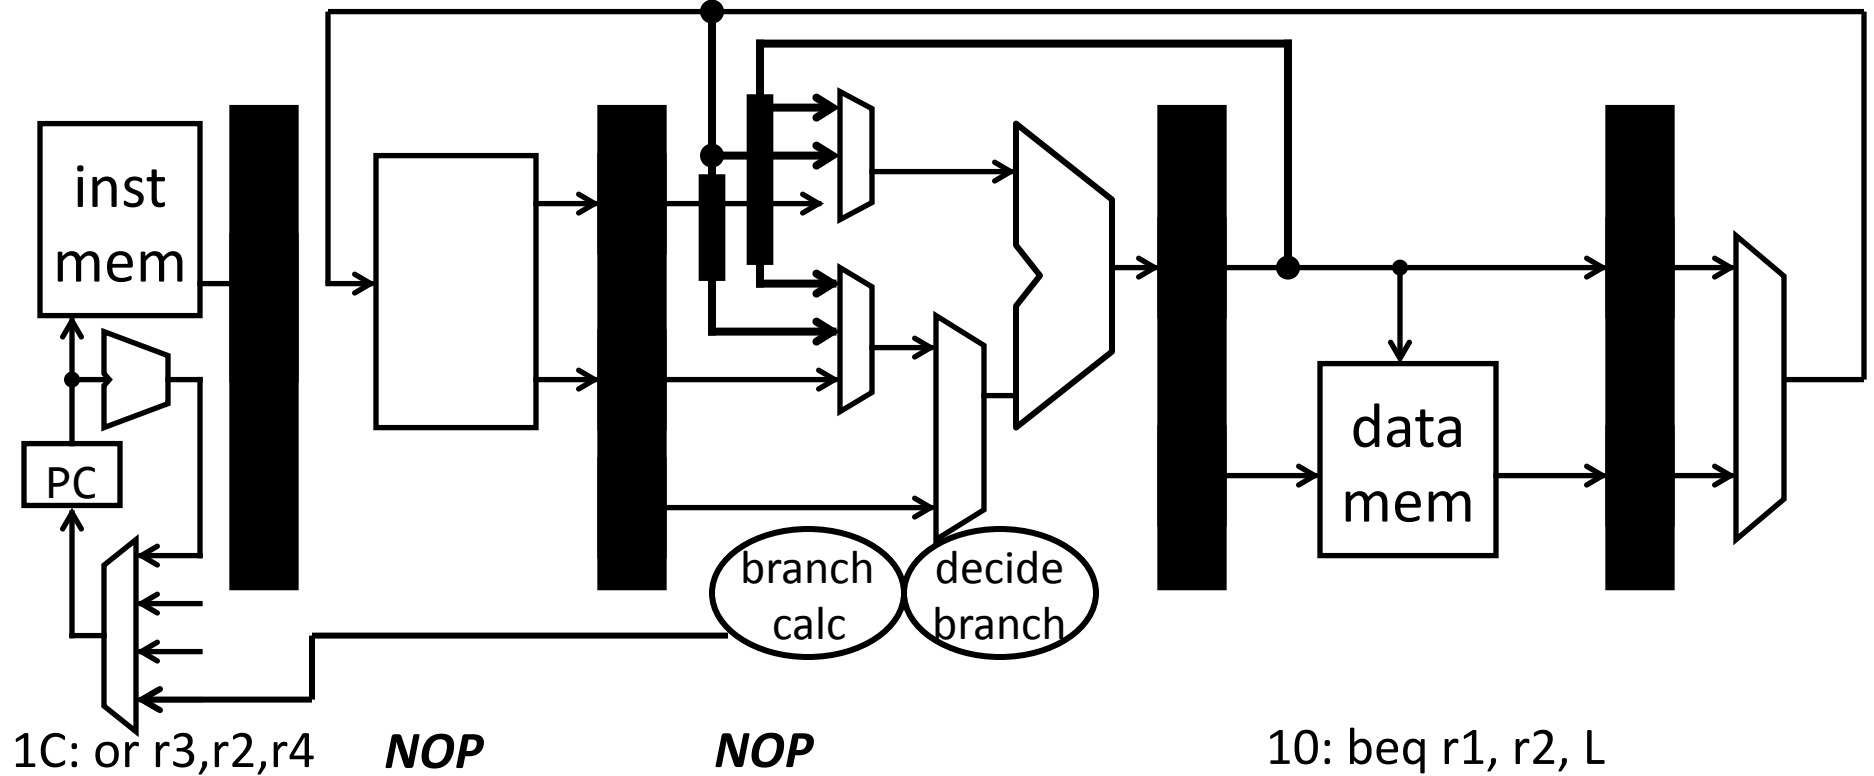 inst
mem
PC
data
mem
branch
calc
decide
branch
1C: or r3,r2,r4
NOP
NOP
10: beq r1, r2, L